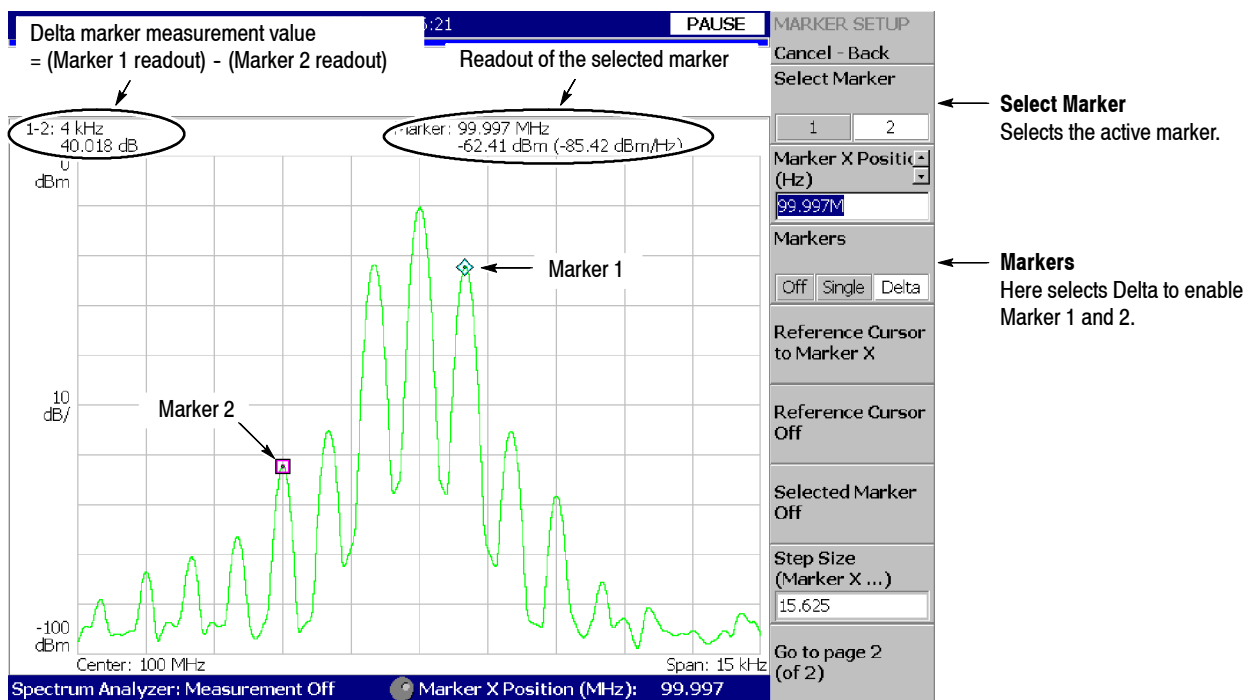 Delta marker measurement value
= (Marker 1 readout) - (Marker 2 readout)
:21
PAUSE
Readout of the selected marker
1-2: 4 kHz
40.018 dB
Marker: 99.997 MHz
-62.41 dBm (-85.42 dBm/Hz)
0
dBm
10
dB/
-100
dBm
Marker 1
Marker 2
Center: 100 MHz
Span: 15 kHz
Spectrum Analyzer: Measurement Off
Marker X Position (MHz): 99.997
MARKER SETUP
Cancel - Back
Select Marker
1 2
Marker X Positic
(Hz)
99.997M
Markers
Off Single Delta
Reference Cursor
to Marker X
Reference Cursor
Off
Selected Marker
Off
Step Size
(Marker X ...)
15.625
Go to page 2
(of 2)
Select Marker
Selects the active marker.
Markers
Here selects Delta to enable
Marker 1 and 2.